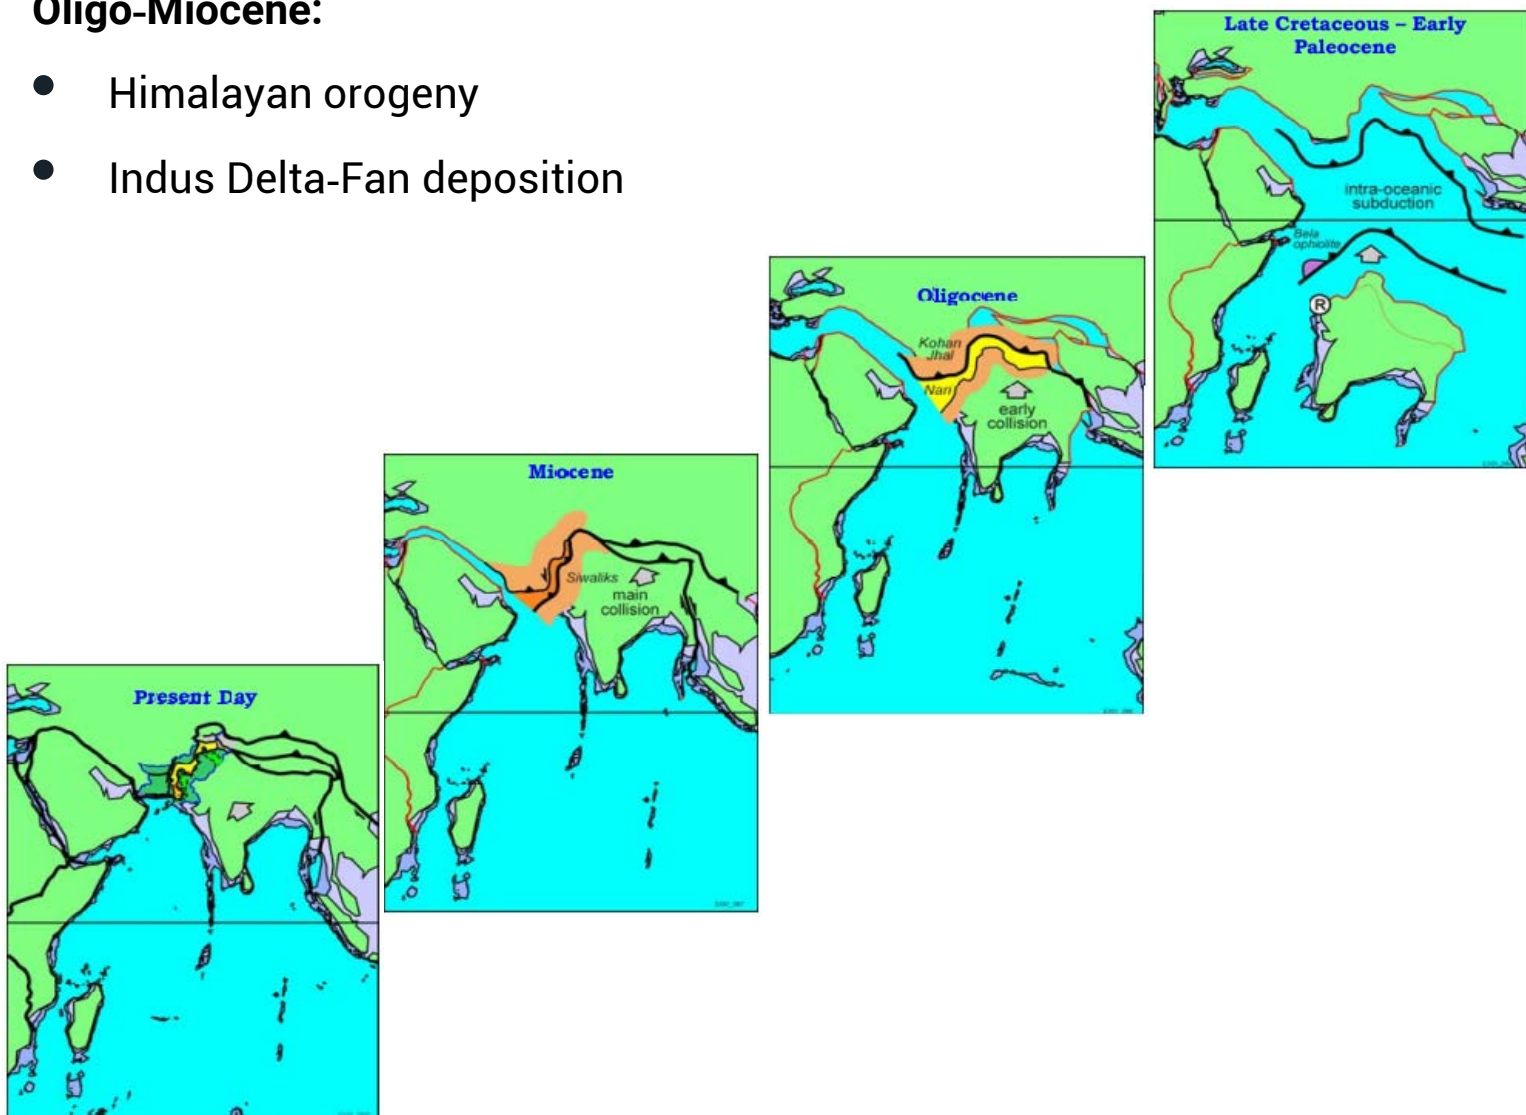 Oligo-Miocene:
● Himalayan orogeny
● Indus Delta-Fan deposition
Late Cretaceous – Early
Paleocene
intra-oceanic
subduction
Bela
ophiolite
R
Oligocene
Kohan
Jhal
Nari
early
collision
Miocene
Siwaliks
main
collision
Present Day